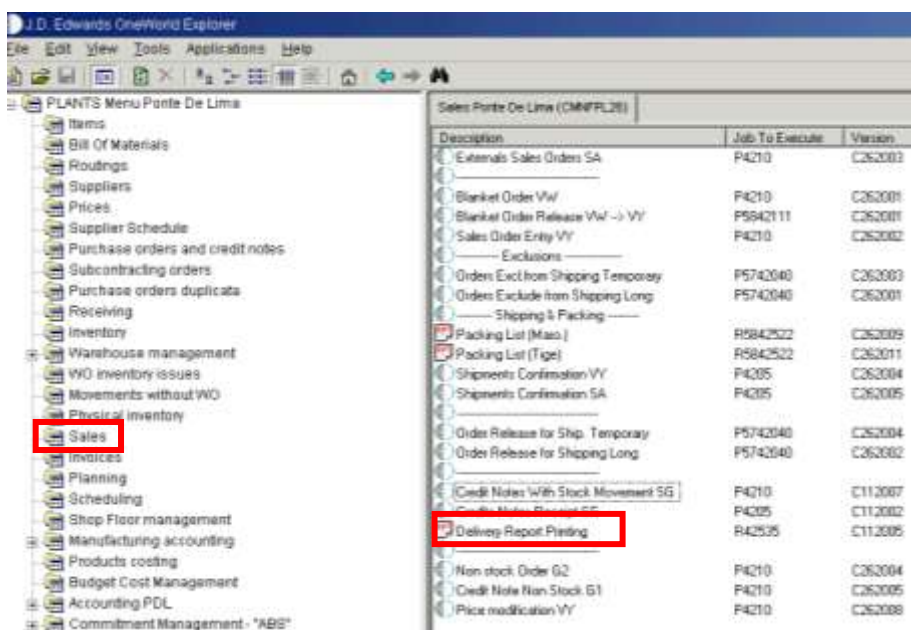 J.D. Edwards OneWorld Explorer
File Edit View Tools Applications Help
PLANTS Menu Ponte De Lima
Items
Bill Of Materials
Routings
Suppliers
Prices
Supplier Schedule
Purchase orders and credit notes
Subcontracting orders
Purchase orders duplicata
Receiving
Inventory
Warehouse management
WO inventory issues
Movements without WO
Physical inventory
Sales
Invoices
Planning
Scheduling
Shop Floor management
Manufacturing accounting
Products costing
Budget Cost Management
Accounting PDL
Commitment Management - "ABS"
Sales Ponte De Lima (CMNFPL28)
Description Job To Execute Version
Externals Sales Orders SA P4210 C262003
Blanket Order VW P4210 C262001
Blanket Order Release VW -> VY P5842111 C262001
Sales Order Entry VY P4210 C262002
-------- Exclusions --------
Orders Excl.from Shipping Temporary P5742040 C262003
Orders Exclude from Shipping Long P5742040 C262001
-------- Shipping & Packing --------
Packing List (Maso.) R5842522 C262009
Packing List (Tige) R5842522 C262011
Shipments Confirmation VY P4205 C262004
Shipments Confirmation SA P4205 C262005
Order Release for Ship. Temporary P5742040 C262004
Order Release for Shipping Long P5742040 C262002
Credit Notes With Stock Movement SG P4210 C112007
Credit Notes Receipt P4205 C112002
Delivery Report Printing R42535 C112005
Non stock Order G2 P4210 C262004
Credit Note Non Stock G1 P4210 C262005
Price modification VY P4210 C262008